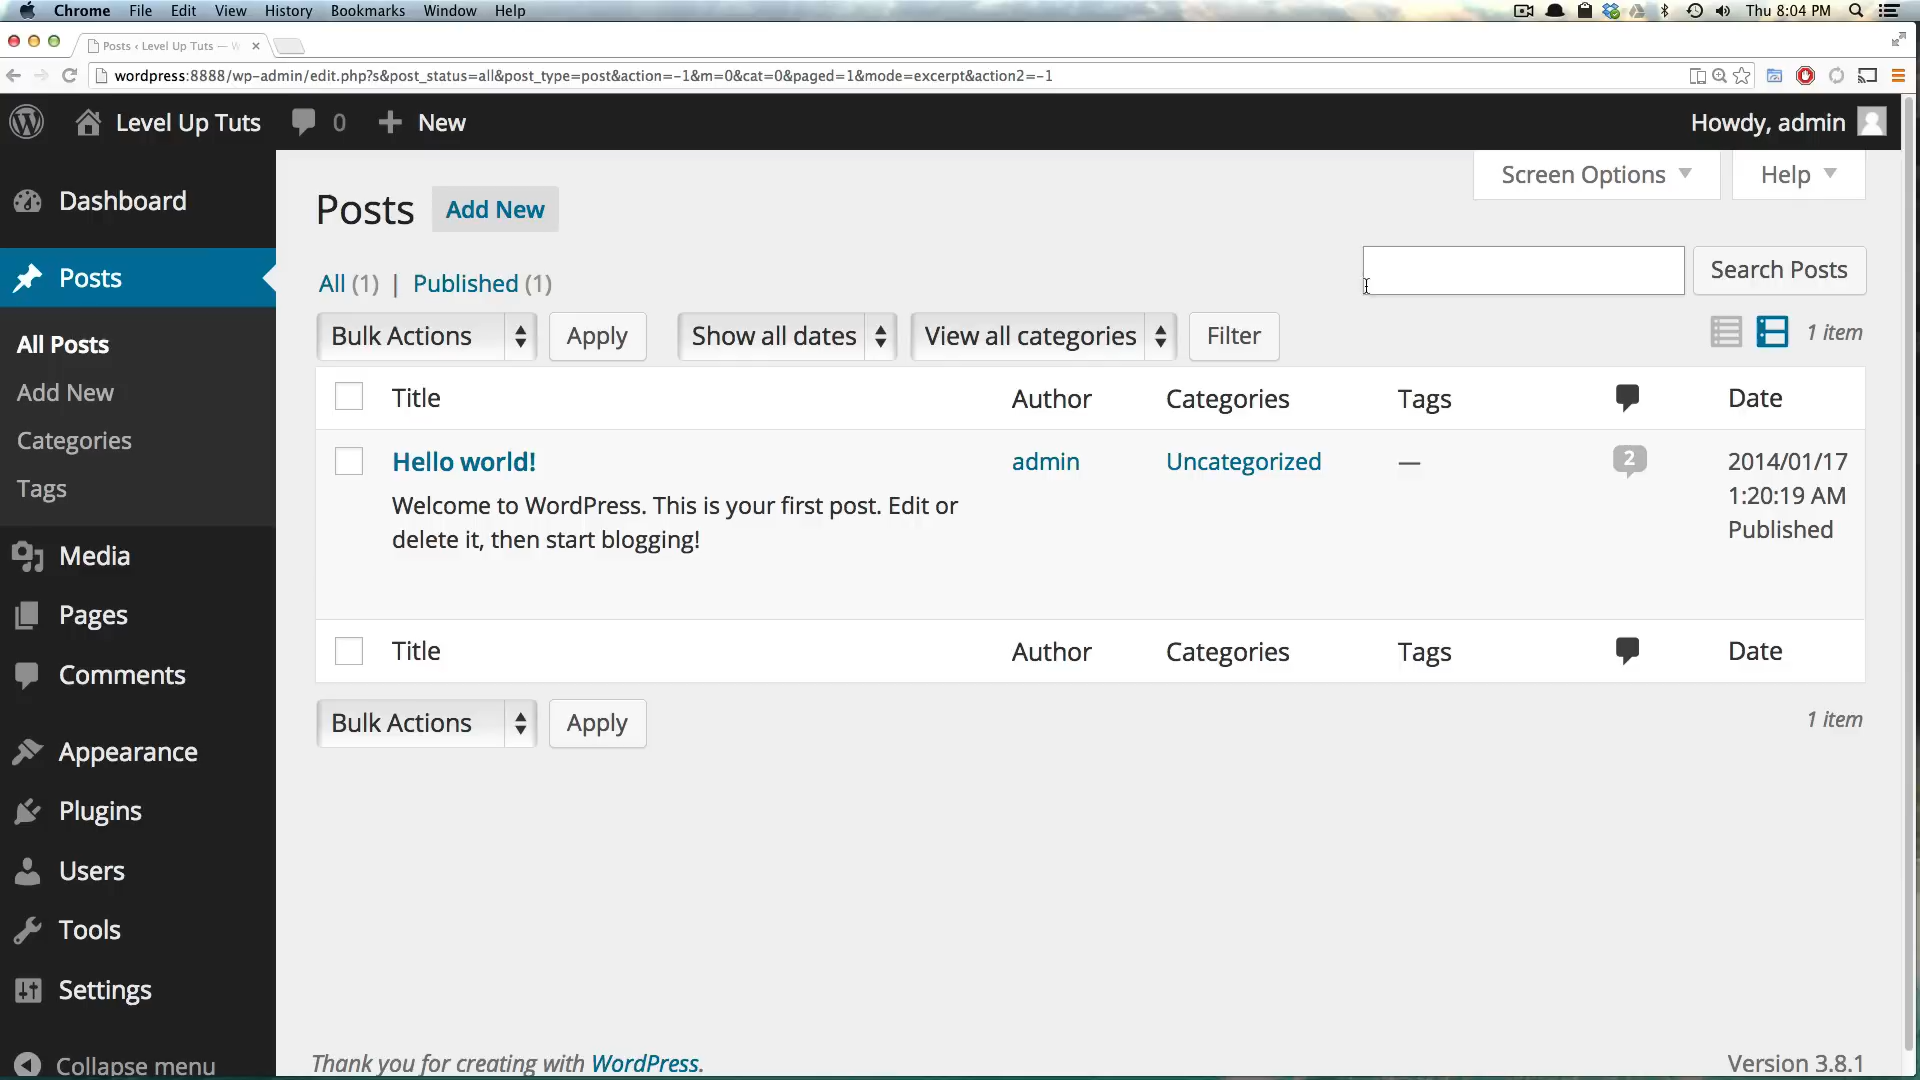 Chrome File Edit View History Bookmarks Window Help Thu 8:04 PM
Posts ‹ Level Up Tuts — W
wordpress:8888/wp-admin/edit.php?s&post_status=all&post_type=post&action=-1&m=0&cat=0&paged=1&mode=excerpt&action2=-1
Level Up Tuts 0 + New Howdy, admin
Screen Options Help
Dashboard
Posts
All Posts
Add New
Categories
Tags
Media
Pages
Comments
Appearance
Plugins
Users
Tools
Settings
Collapse menu
Posts Add New
Search Posts
All (1) | Published (1)
Bulk Actions Apply Show all dates View all categories Filter 1 item
Title Author Categories Tags Date
Hello world! admin Uncategorized — 2 2014/01/17
Welcome to WordPress. This is your first post. Edit or 1:20:19 AM
delete it, then start blogging! Published
Title Author Categories Tags Date
Bulk Actions Apply 1 item
Thank you for creating with WordPress. Version 3.8.1